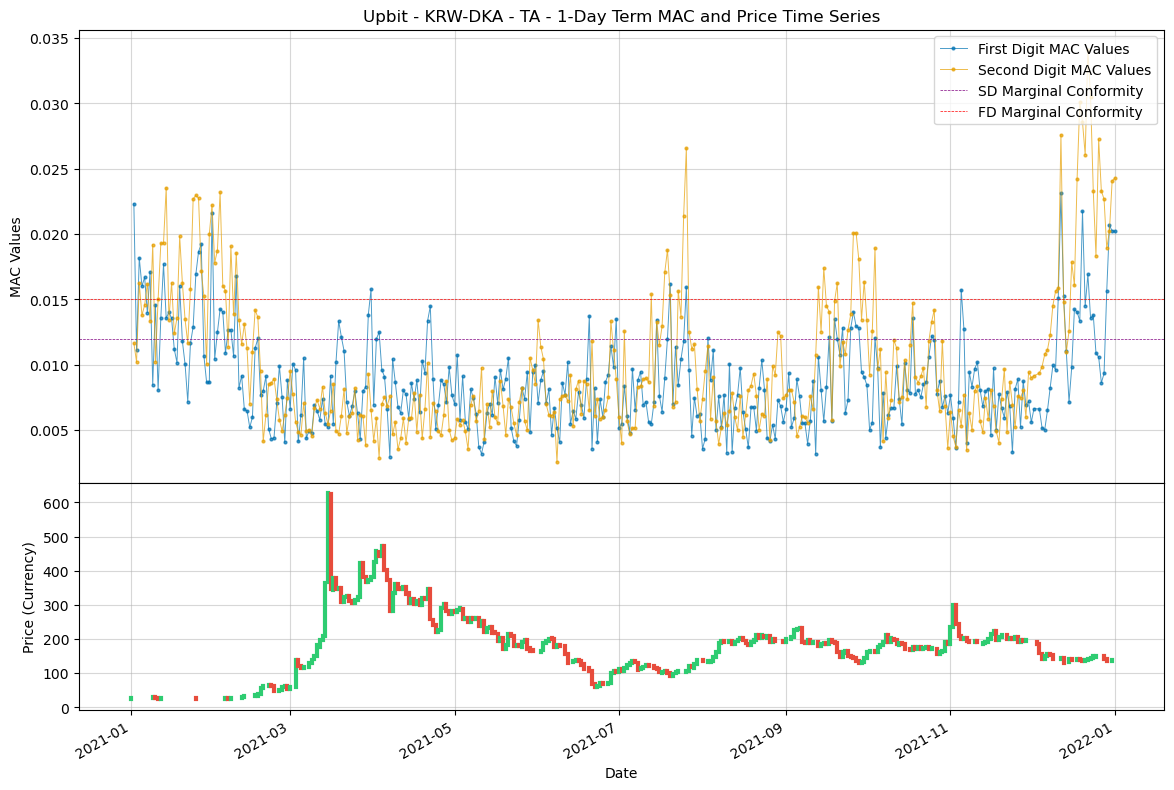 Upbit - KRW-DKA - TA - 1-Day Term MAC and Price Time Series
First Digit MAC Values
Second Digit MAC Values
SD Marginal Conformity
FD Marginal Conformity
MAC Values
0.035
0.030
0.025
0.020
0.015
0.010
0.005
Price (Currency)
600
500
400
300
200
100
0
2021-01
2021-03
2021-05
2021-07
2021-09
2021-11
2022-01
Date